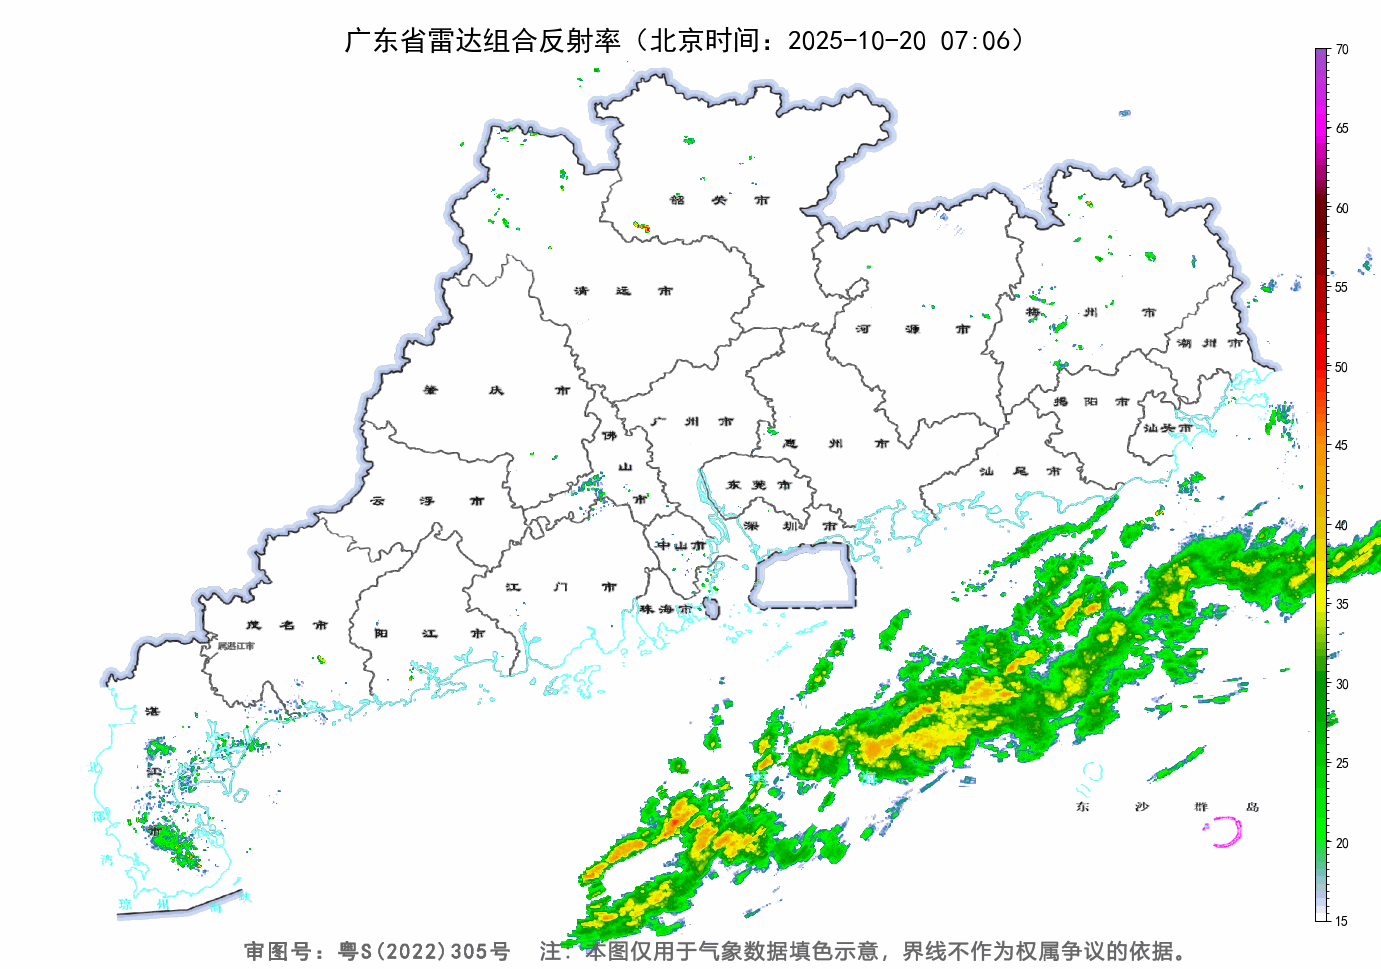 广东省雷达组合反射率（北京时间：2025-10-20 07:06）
70
65
60
55
50
45
40
35
30
25
20
15
韶 关 市
清 远 市
河 源 市
梅 州 市
潮 州 市
肇 庆 市
广 州 市
揭 阳 市
汕头市
佛 山 市
惠 州 市
汕 尾 市
云 浮 市
东 莞 市
深 圳 市
中山市
江 门 市
珠海市
茂 名 市
属湛江市
阳 江 市
湛 江 市
北 部 湾
南 海
东 沙 群 岛
琼 州 海 峡
审图号：粤S(2022)305号 注：本图仅用于气象数据填色示意，界线不作为权属争议的依据。